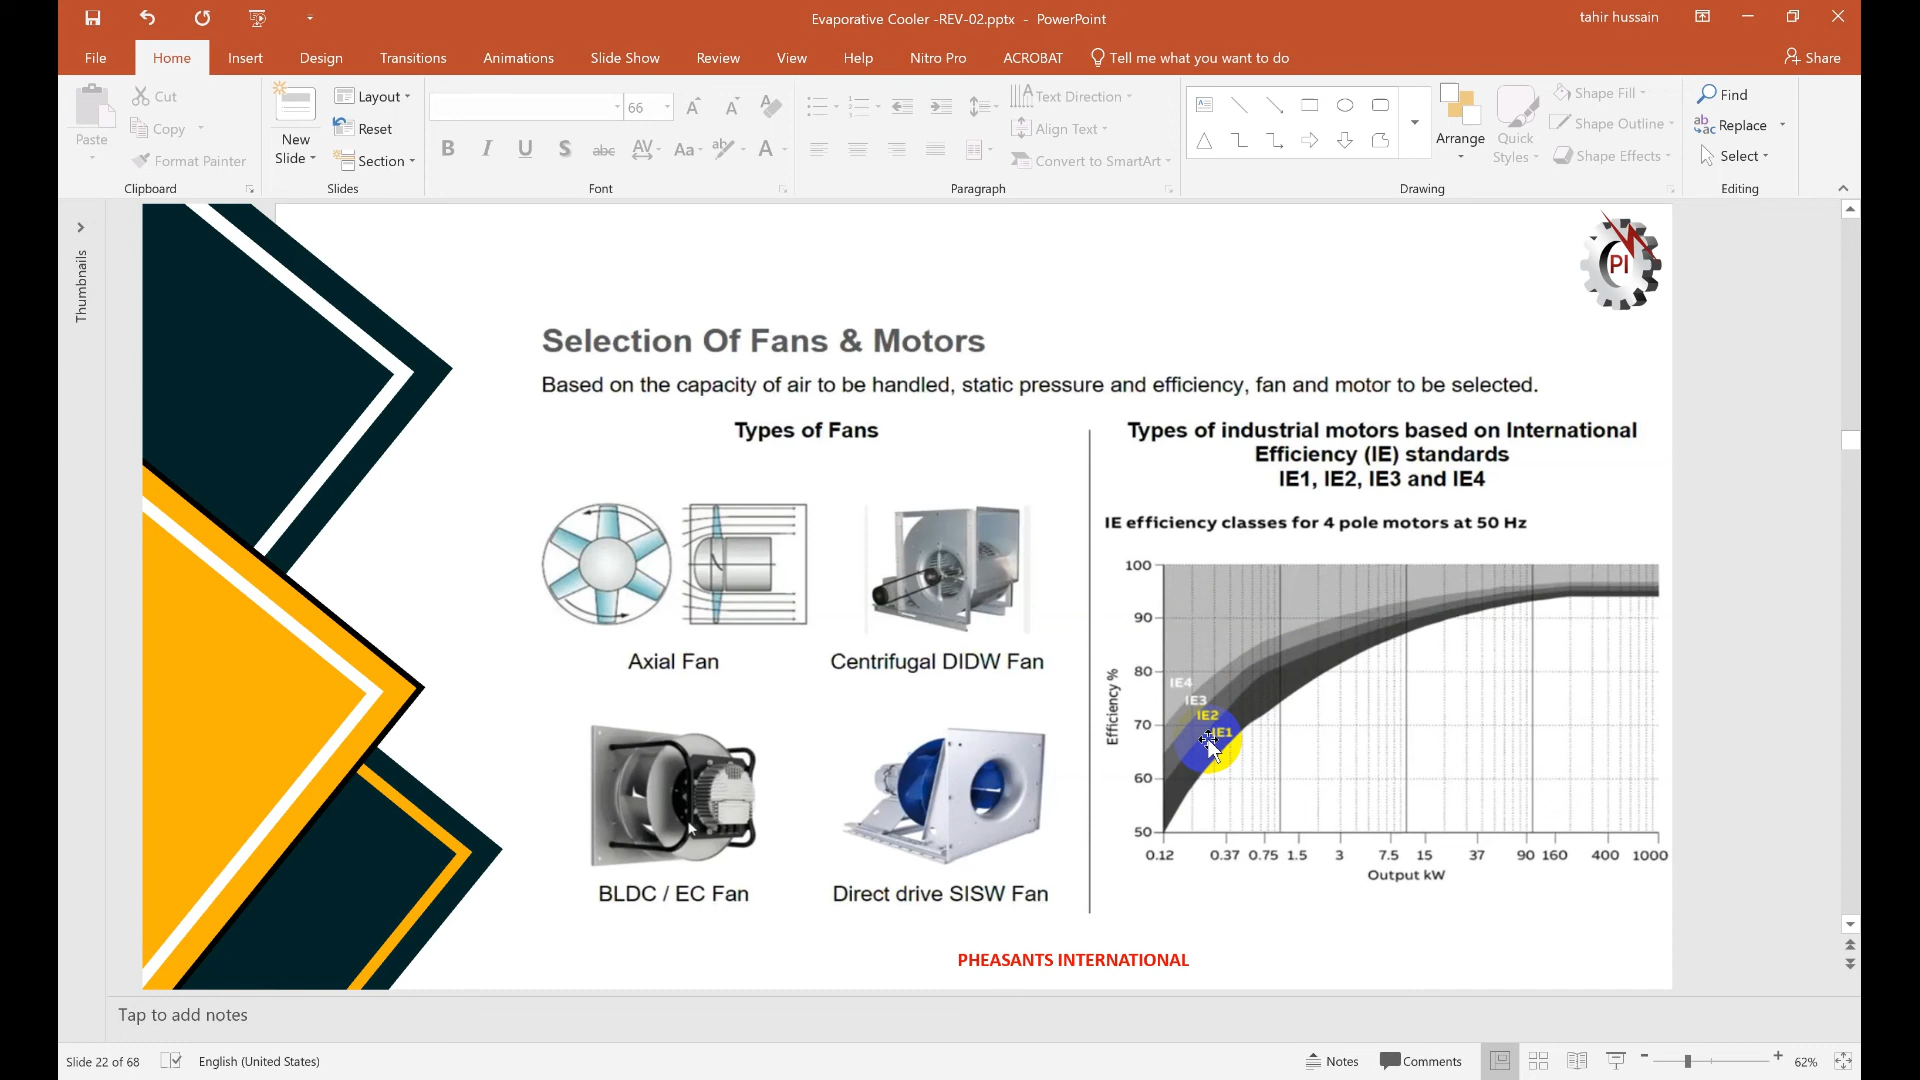 Evaporative Cooler -REV-02.pptx - PowerPoint
tahir hussain
File Home Insert Design Transitions Animations Slide Show Review View Help Nitro Pro ACROBAT Tell me what you want to do
Share
Paste
Cut
Copy
Format Painter
Clipboard
New
Slide
Layout
Reset
Section
Slides
66
B I U S abc AV Aa A
Font
Text Direction
Align Text
Convert to SmartArt
Paragraph
Arrange
Quick
Styles
Shape Fill
Shape Outline
Shape Effects
Drawing
Find
Replace
Select
Editing
Thumbnails
PI
Selection Of Fans & Motors
Based on the capacity of air to be handled, static pressure and efficiency, fan and motor to be selected.
Types of Fans
Axial Fan
Centrifugal DIDW Fan
BLDC / EC Fan
Direct drive SISW Fan
Types of industrial motors based on International
Efficiency (IE) standards
IE1, IE2, IE3 and IE4
IE efficiency classes for 4 pole motors at 50 Hz
Efficiency %
100
90
80
70
60
50
IE4
IE3
IE2
IE1
0.12 0.37 0.75 1.5 3 7.5 15 37 90 160 400 1000
Output kW
PHEASANTS INTERNATIONAL
Tap to add notes
Slide 22 of 68
English (United States)
Notes
Comments
62%